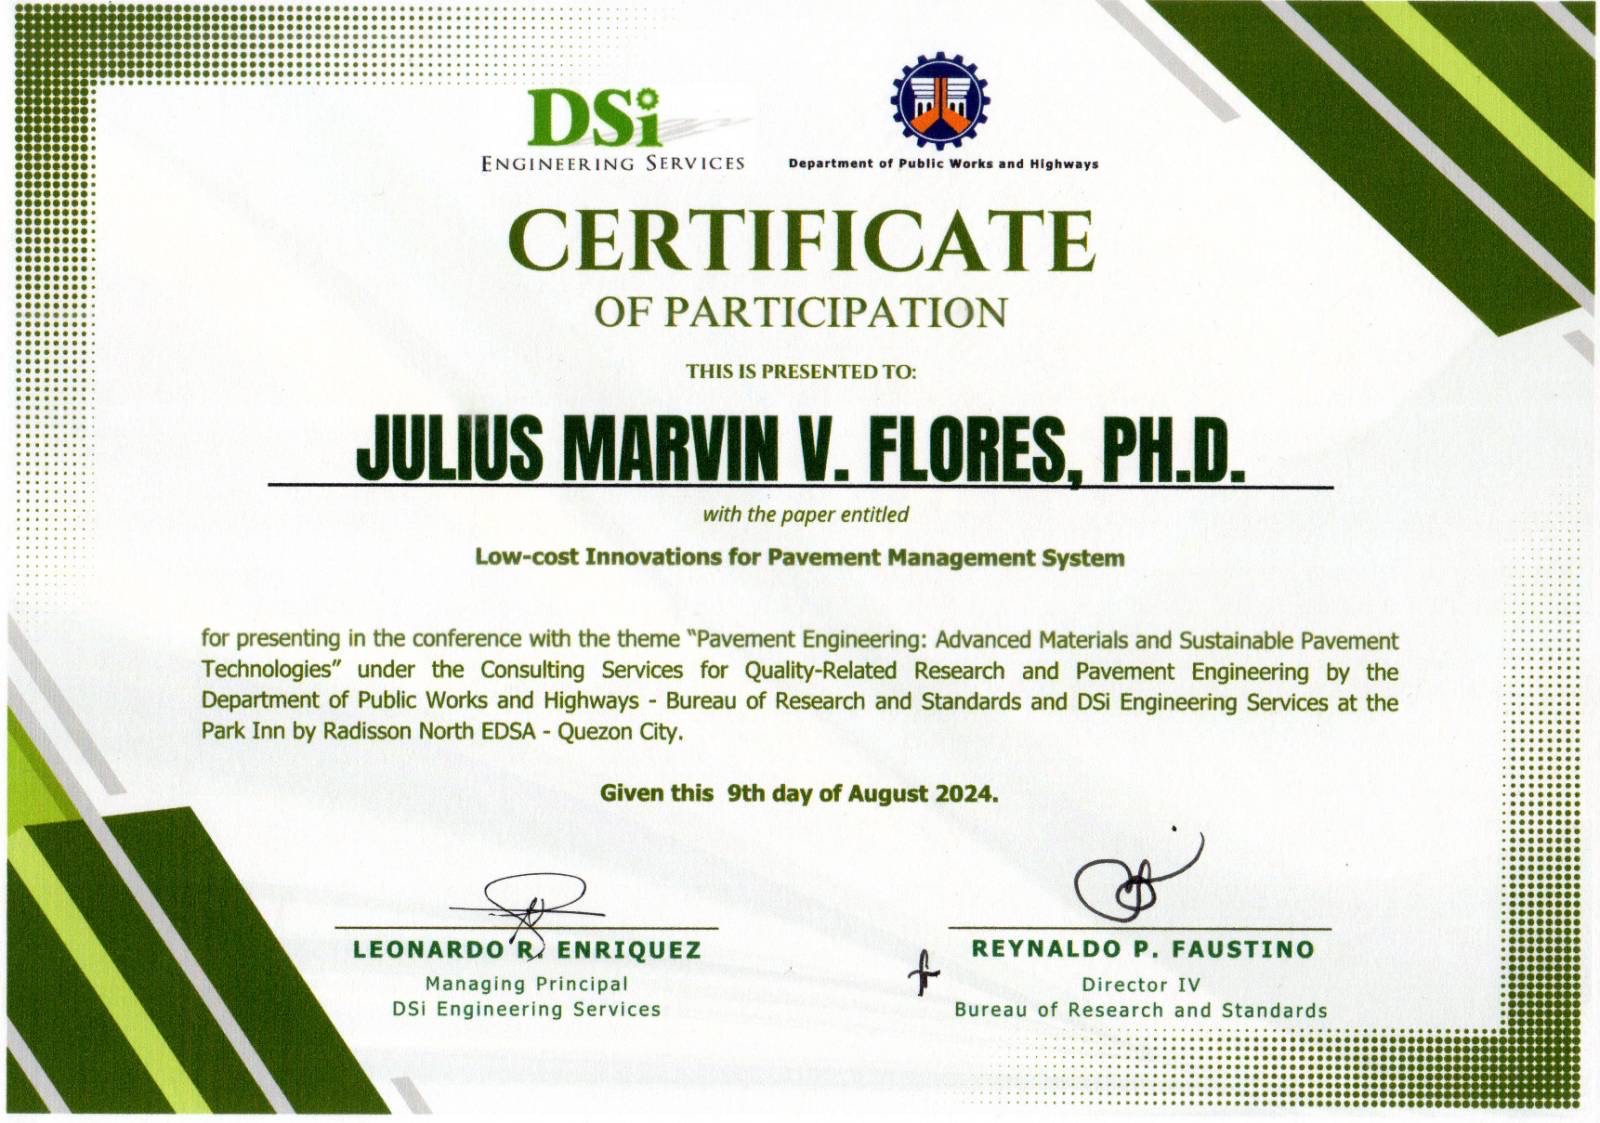 DSi
ENGINEERING SERVICES
Department of Public Works and Highways
CERTIFICATE
OF PARTICIPATION
THIS IS PRESENTED TO:
JULIUS MARVIN V. FLORES, PH.D.
with the paper entitled
Low-cost Innovations for Pavement Management System
for presenting in the conference with the theme “Pavement Engineering: Advanced Materials and Sustainable Pavement
Technologies” under the Consulting Services for Quality-Related Research and Pavement Engineering by the
Department of Public Works and Highways - Bureau of Research and Standards and DSi Engineering Services at the
Park Inn by Radisson North EDSA - Quezon City.
Given this 9th day of August 2024.
LEONARDO R. ENRIQUEZ
Managing Principal
DSi Engineering Services
REYNALDO P. FAUSTINO
Director IV
Bureau of Research and Standards